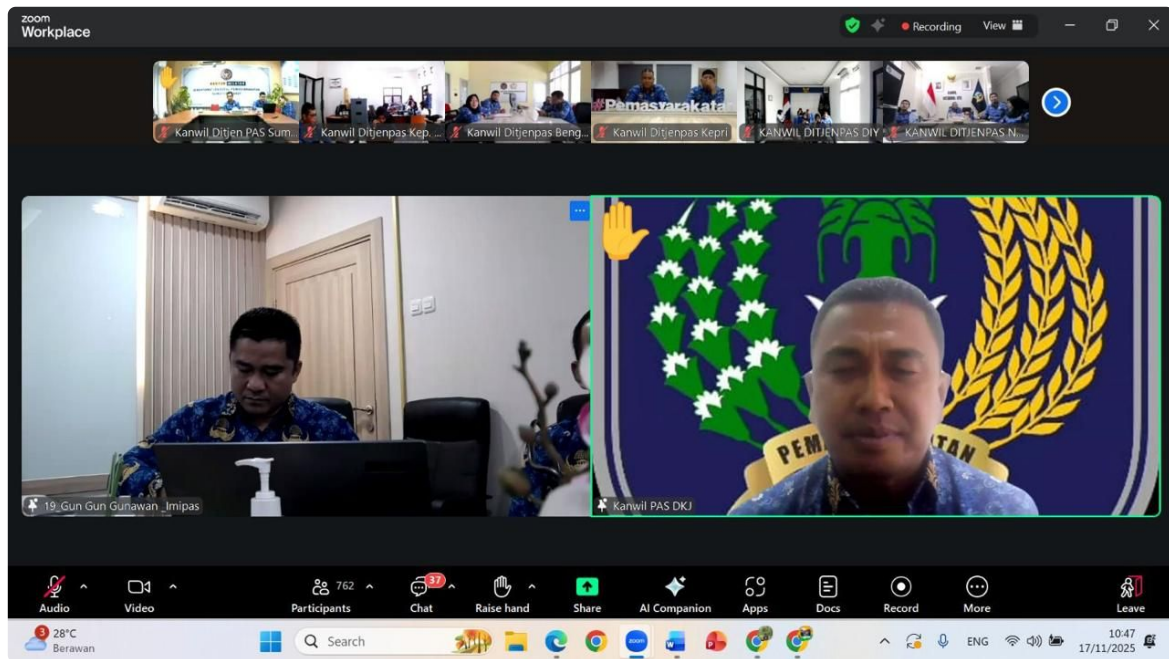 zoom
Workplace
Recording
View
#Pemasyarakata
Kanwil Ditjen PAS Sum...
Kanwil Ditjenpas Kep. ...
Kanwil Ditjenpas Beng...
Kanwil Ditjenpas Kepri
KANWIL DITJENPAS DIY
KANWIL DITJENPAS N...
PEM
TAN
19_Gun Gun Gunawan _Imipas
Kanwil PAS DKJ
762
37
Audio
Video
Participants
Chat
Raise hand
Share
AI Companion
Apps
Docs
Record
More
Leave
3
28°C
Berawan
Search
zoom
ENG
10:47
17/11/2025